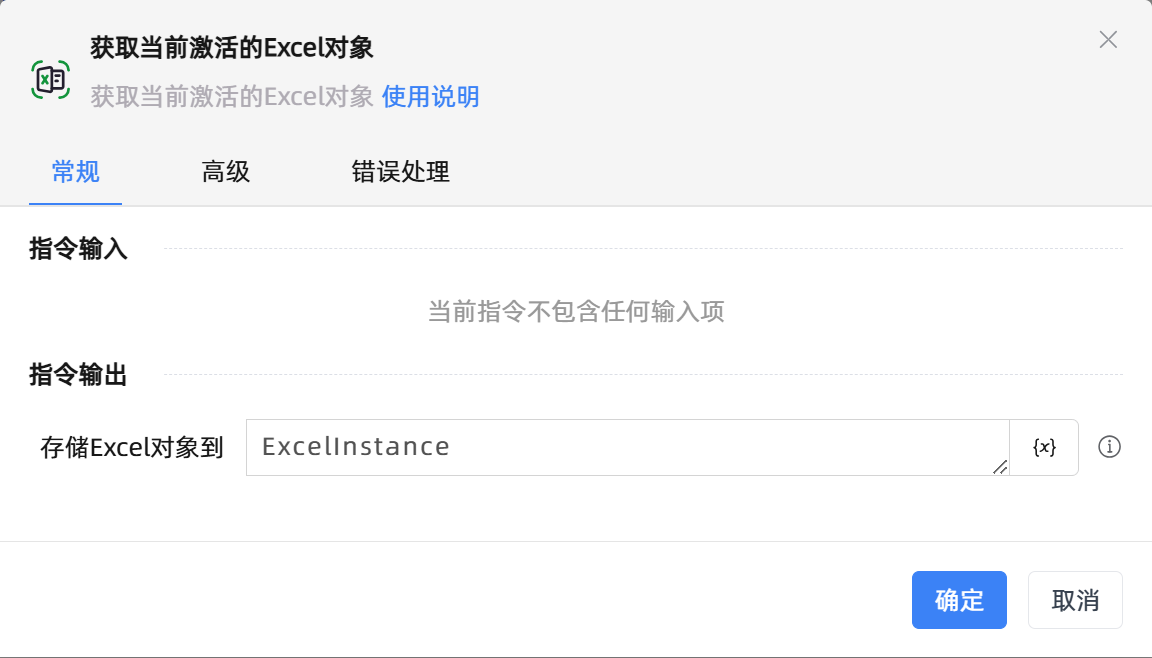 获取当前激活的Excel对象
获取当前激活的Excel对象 使用说明
常规 高级 错误处理
指令输入
当前指令不包含任何输入项
指令输出
存储Excel对象到 ExcelInstance {x}
确定 取消